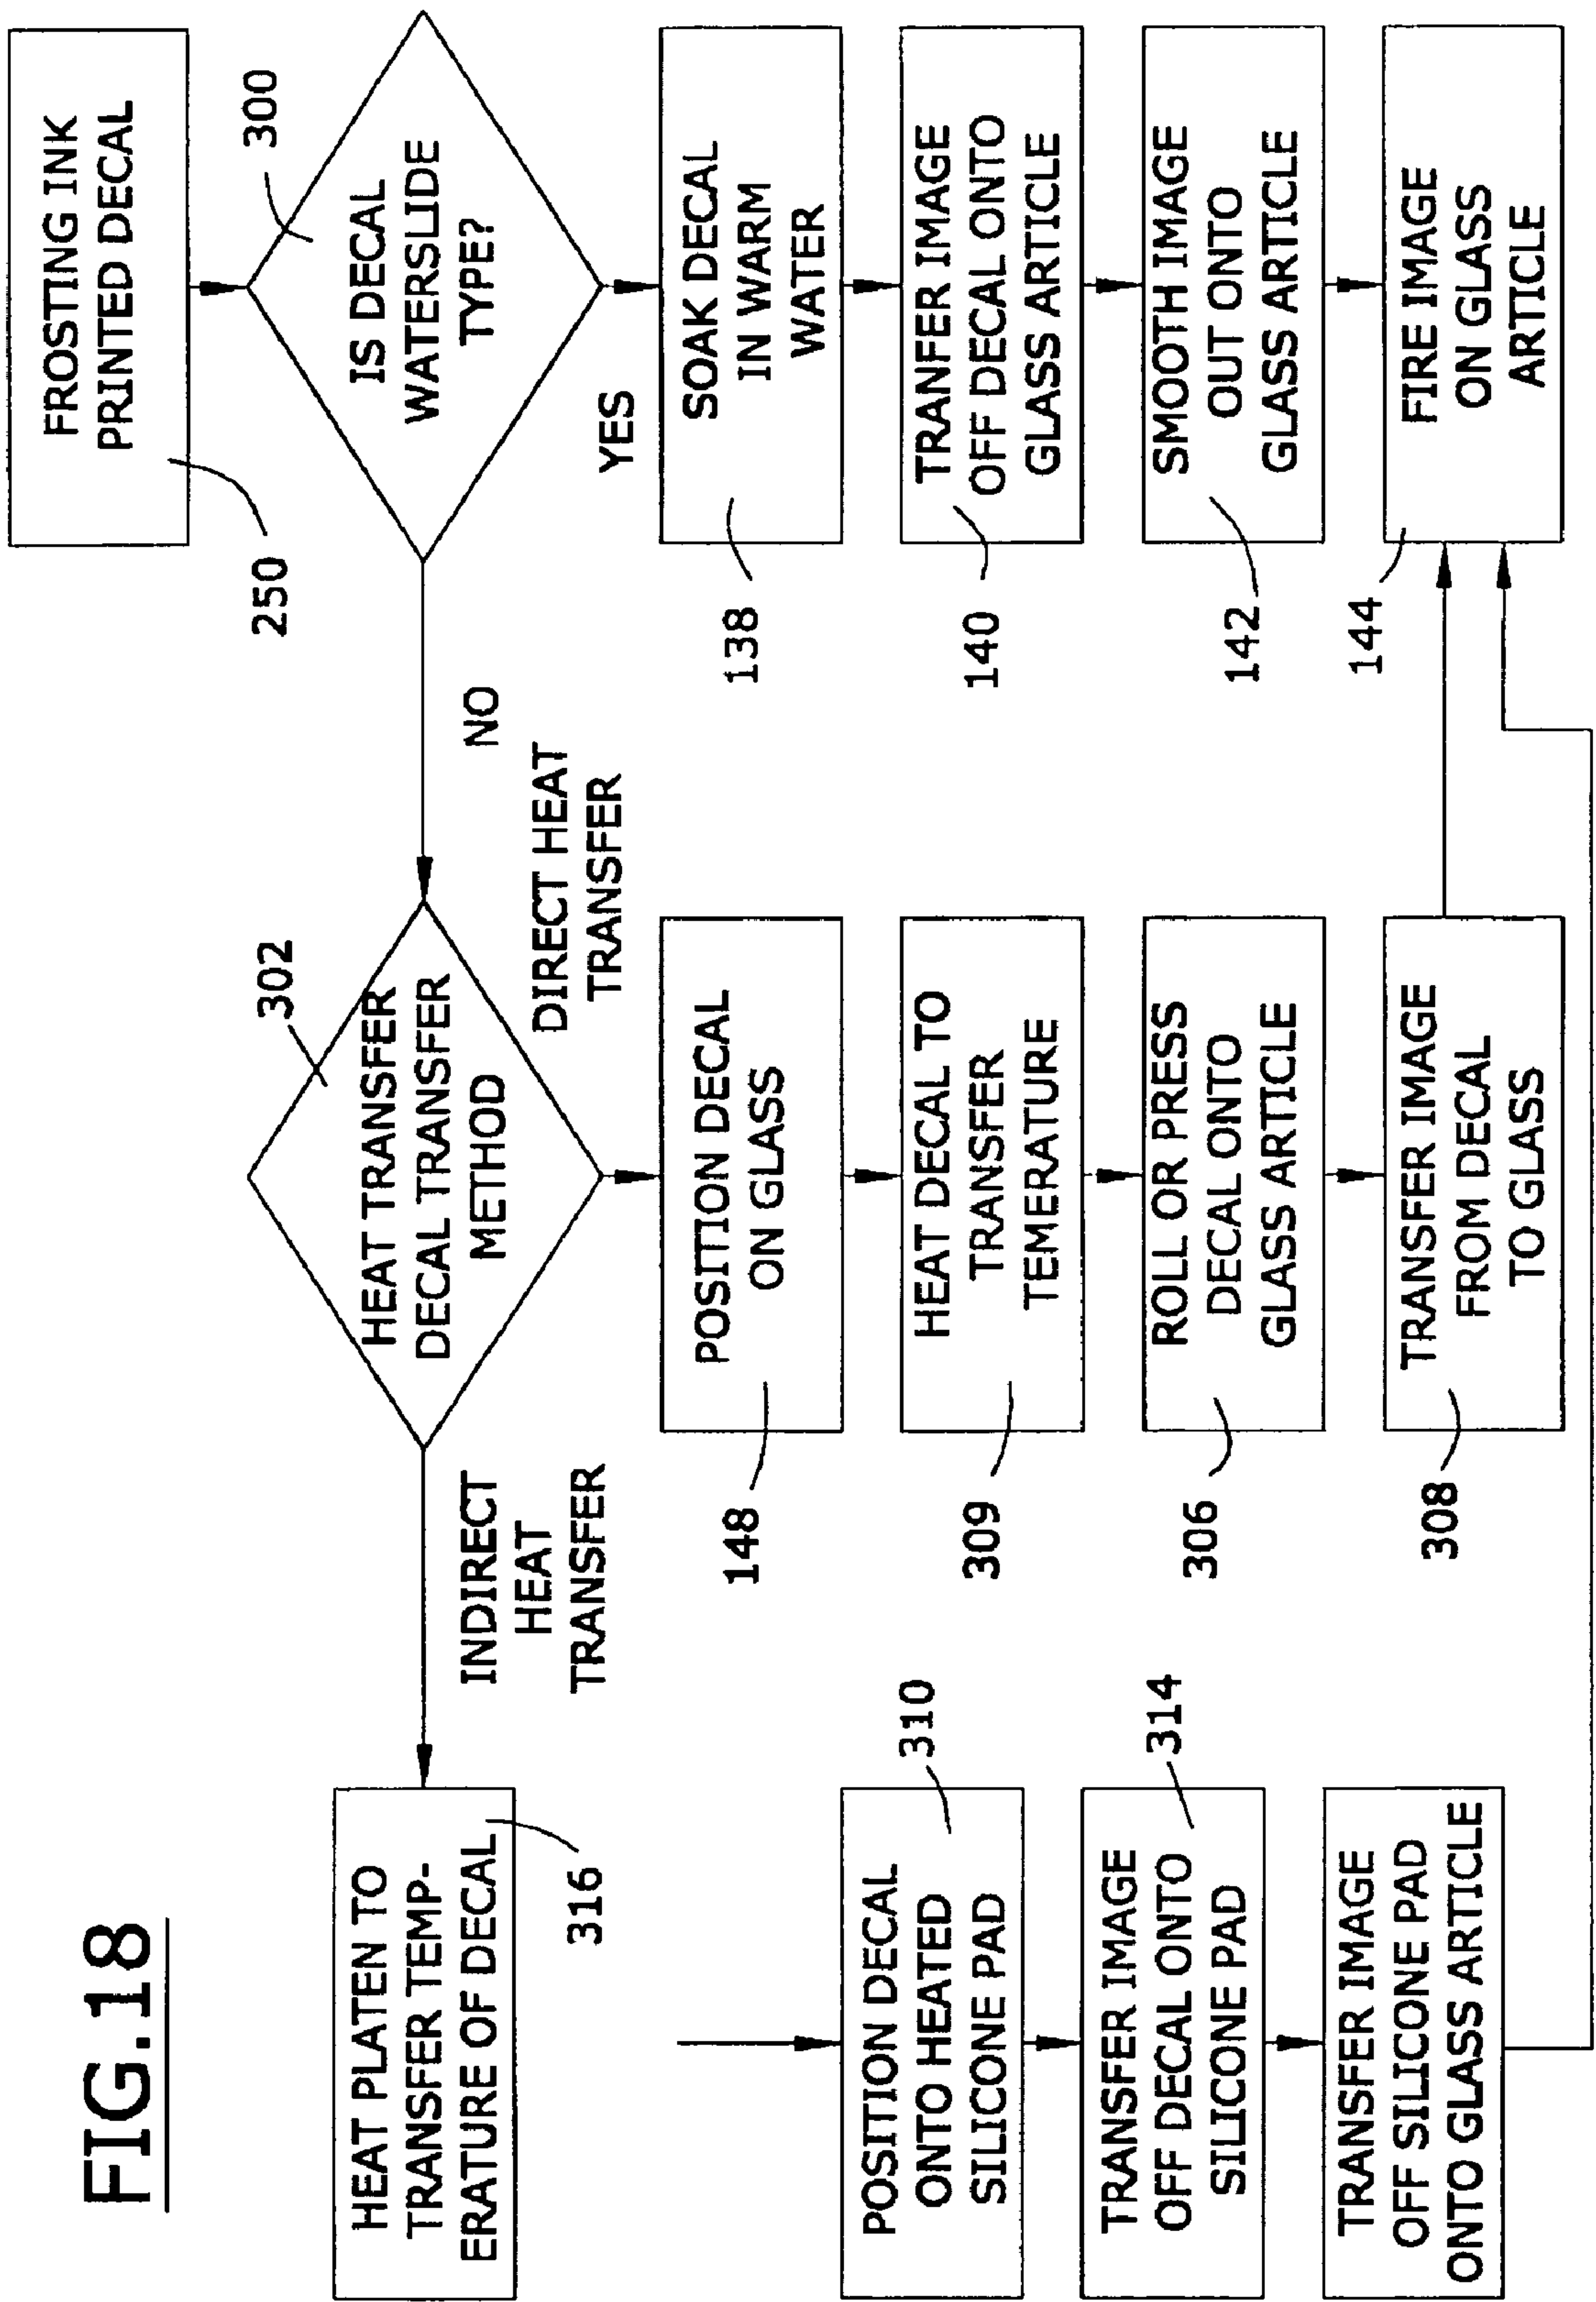 FIG.18
FROSTING INK
PRINTED DECAL
250
300
IS DECAL
WATERSLIDE
TYPE?
NO
YES
302
HEAT TRANSFER
DECAL TRANSFER
METHOD
INDIRECT
HEAT
TRANSFER
DIRECT HEAT
TRANSFER
HEAT PLATEN TO
TRANSFER TEMP-
ERATURE OF DECAL
316
POSITION DECAL
ONTO HEATED
SILICONE PAD
310
TRANSFER IMAGE
OFF DECAL ONTO
SILICONE PAD
314
TRANSFER IMAGE
OFF SILICONE PAD
ONTO GLASS ARTICLE
POSITION DECAL
ON GLASS
148
HEAT DECAL TO
TRANSFER
TEMERATURE
309
ROLL OR PRESS
DECAL ONTO
GLASS ARTICLE
306
TRANSFER IMAGE
FROM DECAL
TO GLASS
308
SOAK DECAL
IN WARM
WATER
138
TRANFER IMAGE
OFF DECAL ONTO
GLASS ARTICLE
140
SMOOTH IMAGE
OUT ONTO
GLASS ARTICLE
142
FIRE IMAGE
ON GLASS
ARTICLE
144